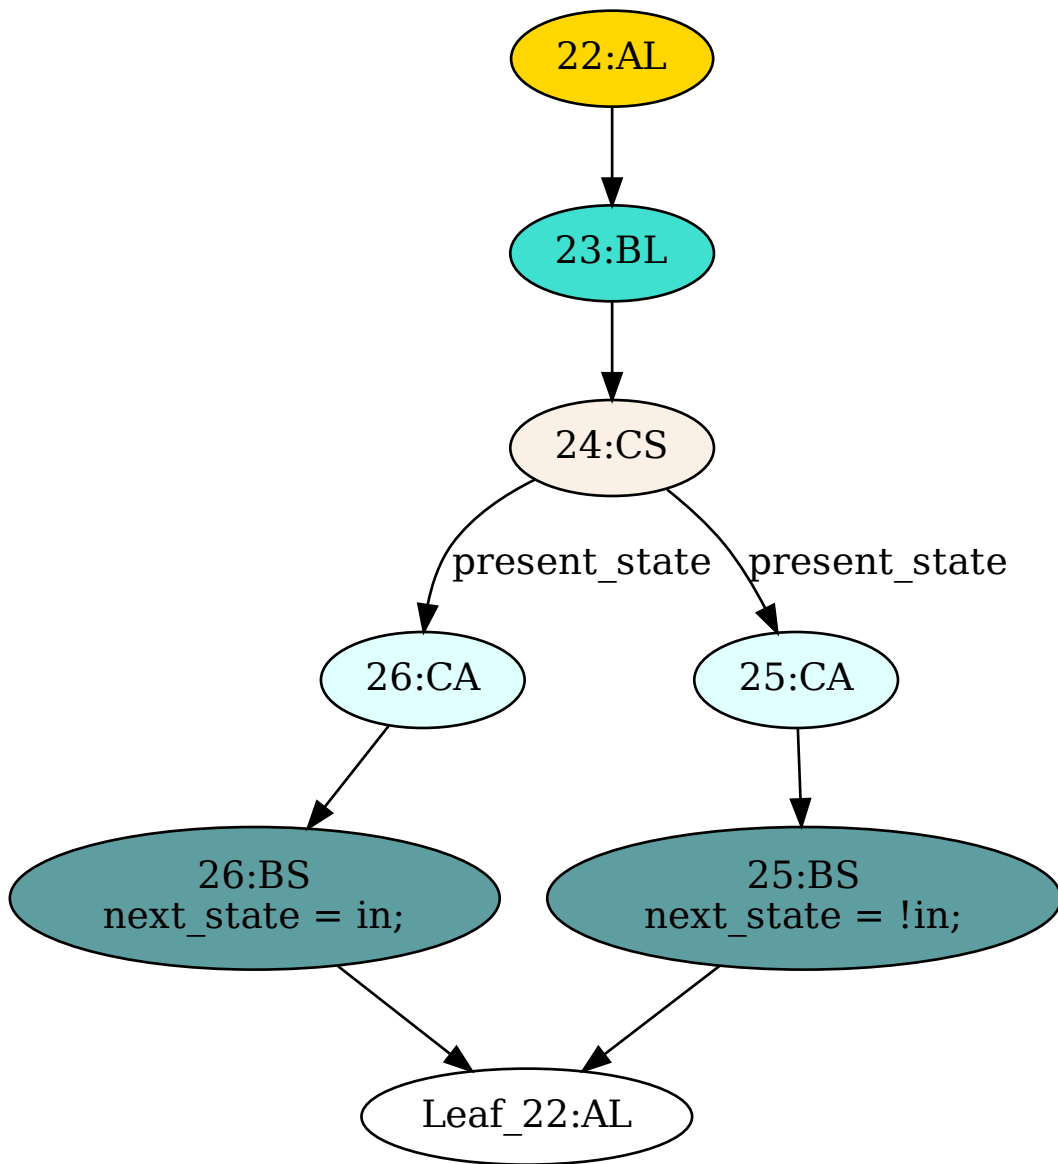 22:AL
23:BL
24:CS
present_state
present_state
26:CA
25:CA
26:BS
next_state = in;
25:BS
next_state = !in;
Leaf_22:AL